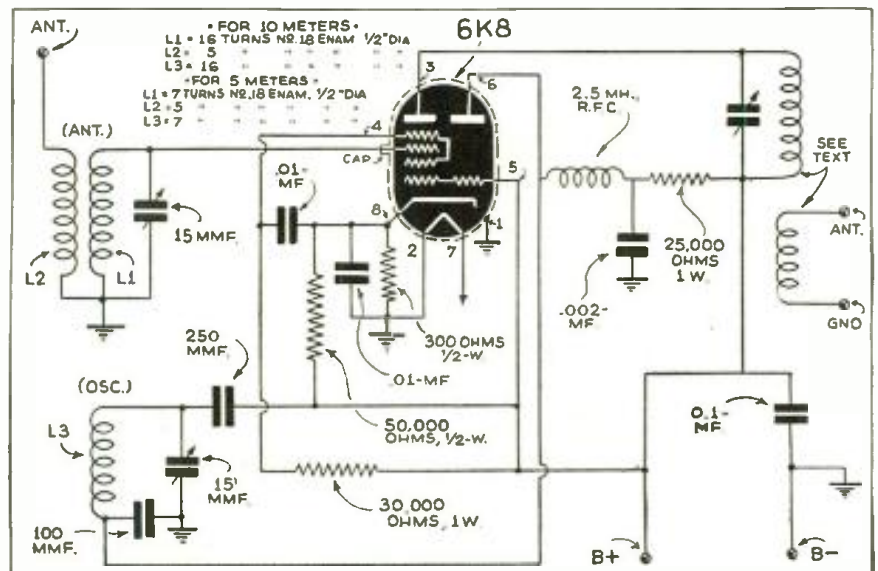 ANT.
• FOR 10 METERS •
L1 = 16 TURNS NO. 18 ENAM. 1/2" DIA
L2 = 5 " " " " "
L3 = 16 " " " " "
• FOR 5 METERS •
L1 = 7 TURNS NO. 18 ENAM. 1/2" DIA
L2 = 5 " " " " "
L3 = 7 " " " " "
6K8
3
6
4
CAP
5
8
1
2
7
(ANT.)
L2
L1
15 MMF.
.01-
MF
2.5 MH.
R.F.C.
SEE
TEXT
ANT.
GND
25,000
OHMS
1 W.
.002-
MF.
300 OHMS
1/2-W
.01-MF
250
MMF.
(OSC.)
L3
15
MMF.
50,000
OHMS, 1/2-W.
0.1-
MF
30,000
OHMS, 1 W.
100
MMF.
B+
B-